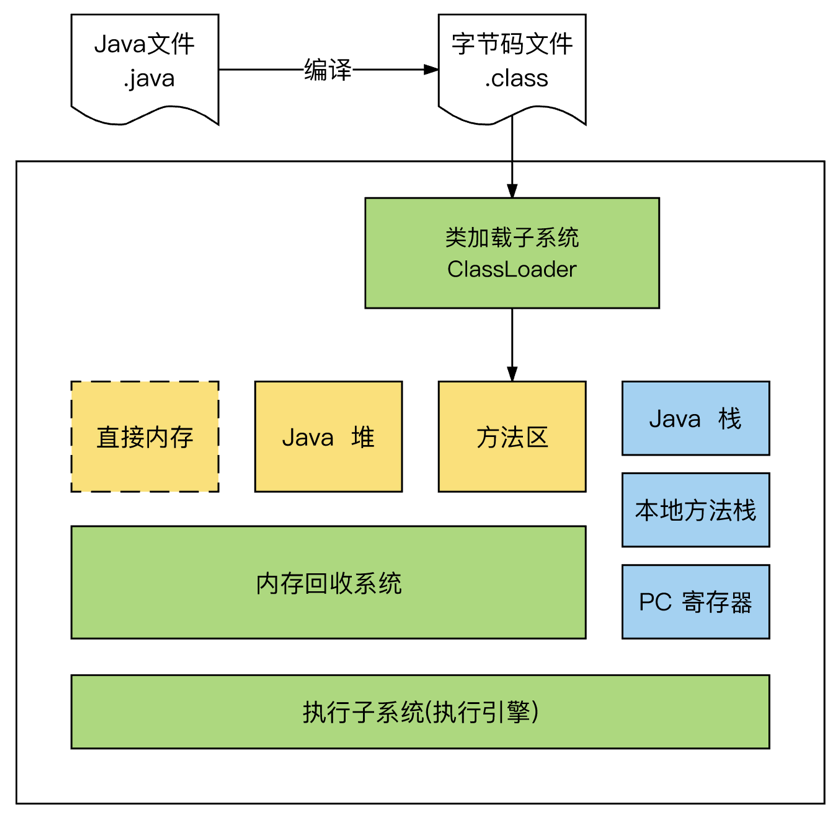 Java文件
.java
编译
字节码文件
.class
类加载子系统
ClassLoader
直接内存
Java 堆
方法区
Java 栈
本地方法栈
PC 寄存器
内存回收系统
执行子系统(执行引擎)